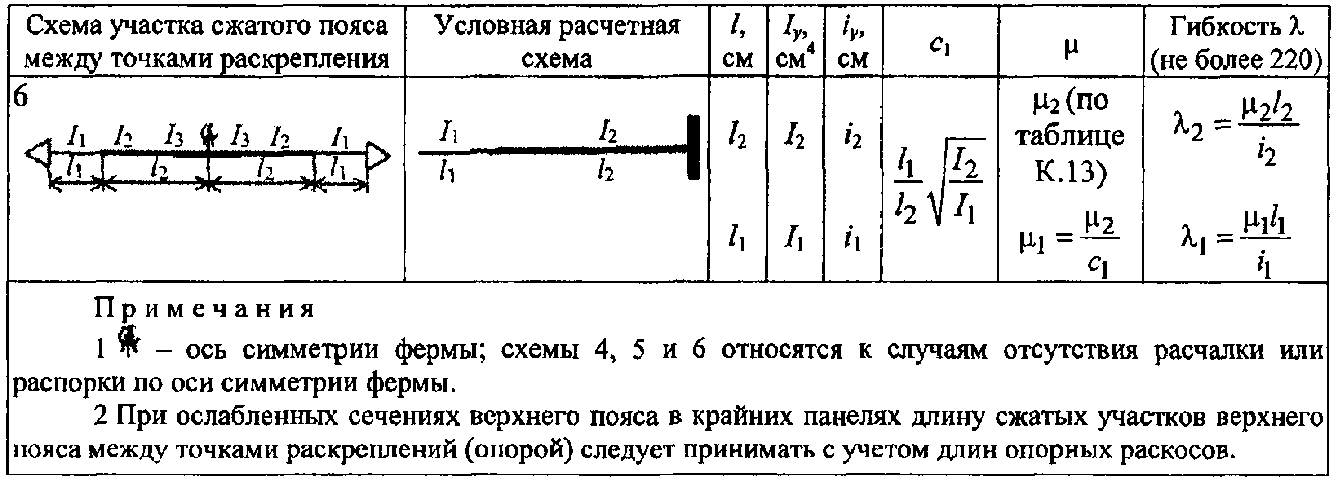 Схема участка сжатого пояса между точками раскрепления
Условная расчетная схема
l, см
I_y, см⁴
i_y, см
c₁
μ
Гибкость λ (не более 220)
6
I₁ I₂ I₃ I₃ I₂ I₁
l₁ l₂ l₂ l₁
I₁ I₂
l₁ l₂
l₂
I₂
i₂
l₁
I₁
i₁
l₁/l₂ √(I₂/I₁)
μ₂ (по таблице К.13)
μ₁ = μ₂/c₁
λ₂ = μ₂l₂/i₂
λ₁ = μ₁l₁/i₁
Примечания
1 – ось симметрии фермы; схемы 4, 5 и 6 относятся к случаям отсутствия расчалки или
распорки по оси симметрии фермы.
2 При ослабленных сечениях верхнего пояса в крайних панелях длину сжатых участков верхнего
пояса между точками раскреплений (опорой) следует принимать с учетом длин опорных раскосов.